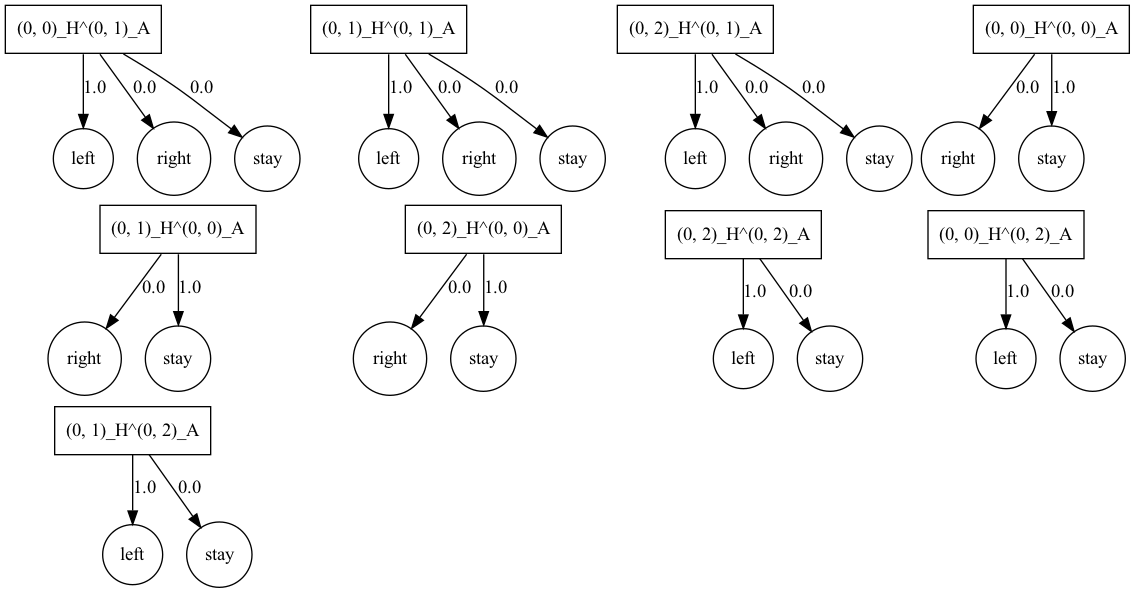 (0, 0)_H^(0, 1)_A
(0, 1)_H^(0, 1)_A
(0, 2)_H^(0, 1)_A
(0, 0)_H^(0, 0)_A
1.0 0.0 0.0
1.0 0.0 0.0
1.0 0.0 0.0
0.0 1.0
left right stay
left right stay
left right stay
right stay
(0, 1)_H^(0, 0)_A
(0, 2)_H^(0, 0)_A
(0, 2)_H^(0, 2)_A
(0, 0)_H^(0, 2)_A
0.0 1.0
0.0 1.0
1.0 0.0
1.0 0.0
right stay
right stay
left stay
left stay
(0, 1)_H^(0, 2)_A
1.0 0.0
left stay